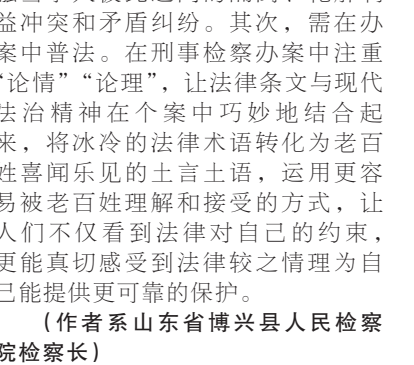 益冲突和矛盾纠纷。其次，需在办
案中普法。在刑事检察办案中注重
“论情”“论理”，让法律条文与现代
法治精神在个案中巧妙地结合起
来，将冰冷的法律术语转化为老百
姓喜闻乐见的土言土语，运用更容
易被老百姓理解和接受的方式，让
人们不仅看到法律对自己的约束，
更能真切感受到法律较之情理为自
己能提供更可靠的保护。
（作者系山东省博兴县人民检察
院检察长）